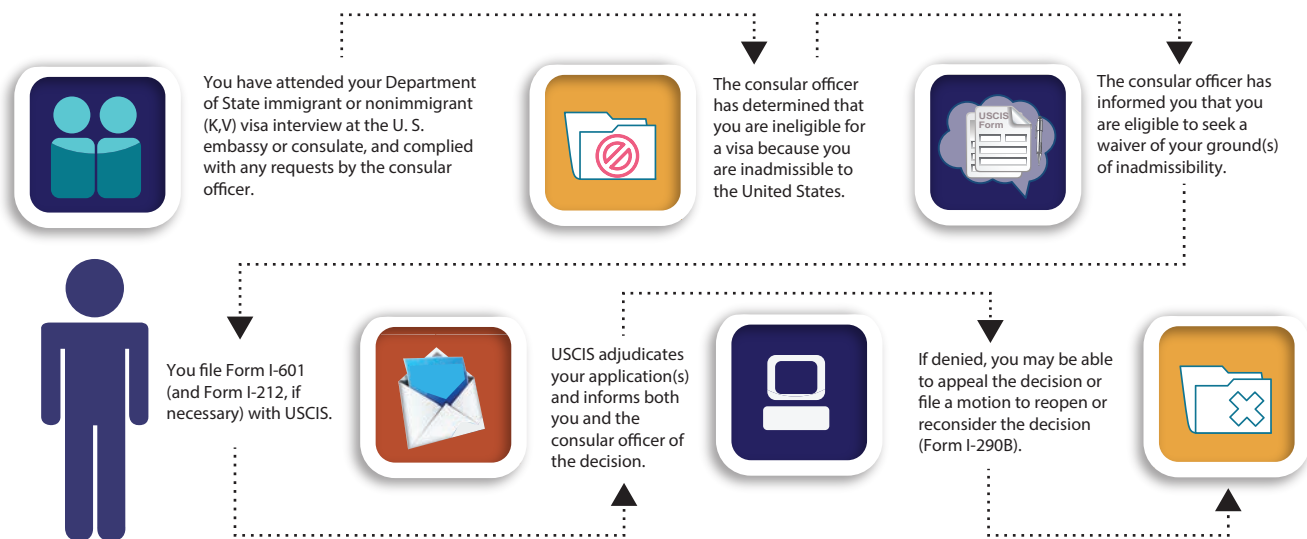 You have attended your Department
of State immigrant or nonimmigrant
(K,V) visa interview at the U. S.
embassy or consulate, and complied
with any requests by the consular
officer.
The consular officer
has determined that
you are ineligible for
a visa because you
are inadmissible to
the United States.
USCIS
Form
The consular officer has
informed you that you
are eligible to seek a
waiver of your ground(s)
of inadmissibility.
You file Form I-601
(and Form I-212, if
necessary) with USCIS.
USCIS adjudicates
your application(s)
and informs both
you and the
consular officer of
the decision.
If denied, you may be able
to appeal the decision or
file a motion to reopen or
reconsider the decision
(Form I-290B).